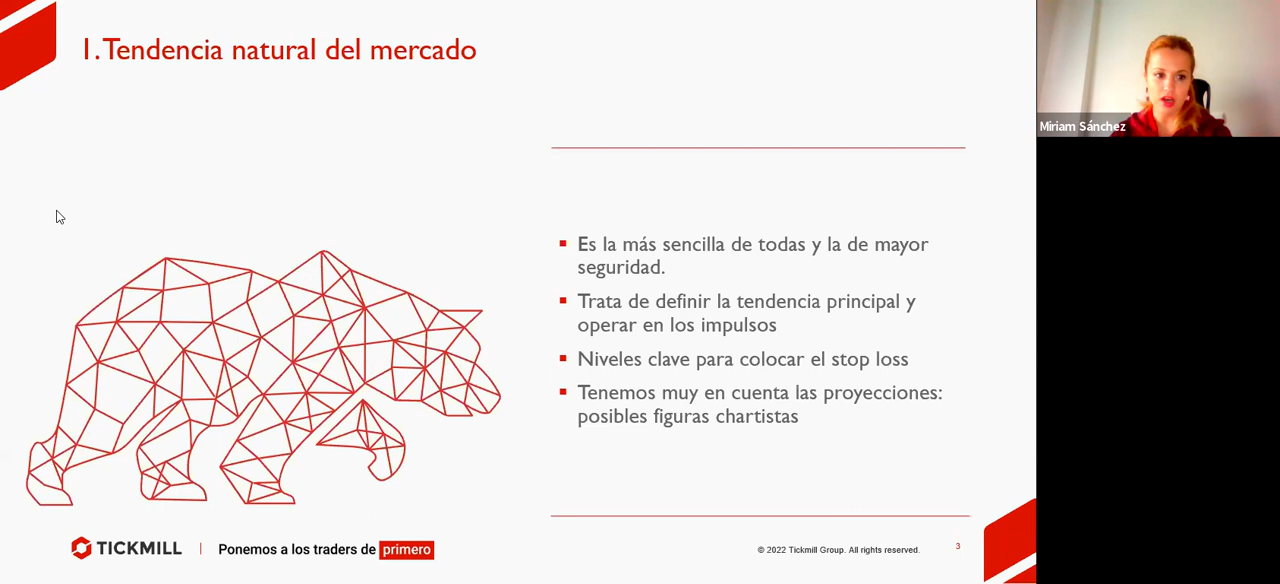 1. Tendencia natural del mercado
Es la más sencilla de todas y la de mayor
seguridad.
Trata de definir la tendencia principal y
operar en los impulsos
Niveles clave para colocar el stop loss
Tenemos muy en cuenta las proyecciones:
posibles figuras chartistas
TICKMILL | Ponemos a los traders de primero
© 2022 Tickmill Group. All rights reserved.
3
Miriam Sánchez